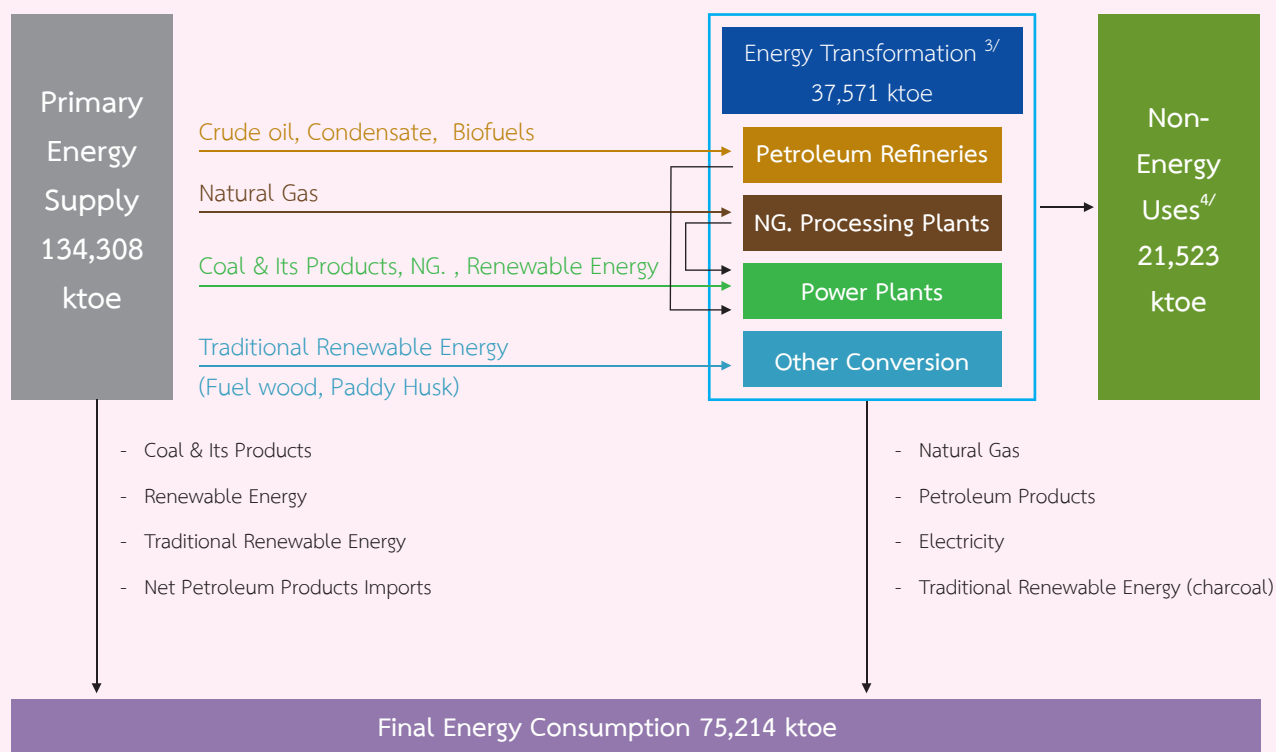 Primary
Energy
Supply
134,308
ktoe
Crude oil, Condensate, Biofuels
Natural Gas
Coal & Its Products, NG. , Renewable Energy
Traditional Renewable Energy
(Fuel wood, Paddy Husk)
Energy Transformation 3/
37,571 ktoe
Petroleum Refineries
NG. Processing Plants
Power Plants
Other Conversion
Non-
Energy
Uses4/
21,523
ktoe
- Coal & Its Products
- Renewable Energy
- Traditional Renewable Energy
- Net Petroleum Products Imports
- Natural Gas
- Petroleum Products
- Electricity
- Traditional Renewable Energy (charcoal)
Final Energy Consumption 75,214 ktoe